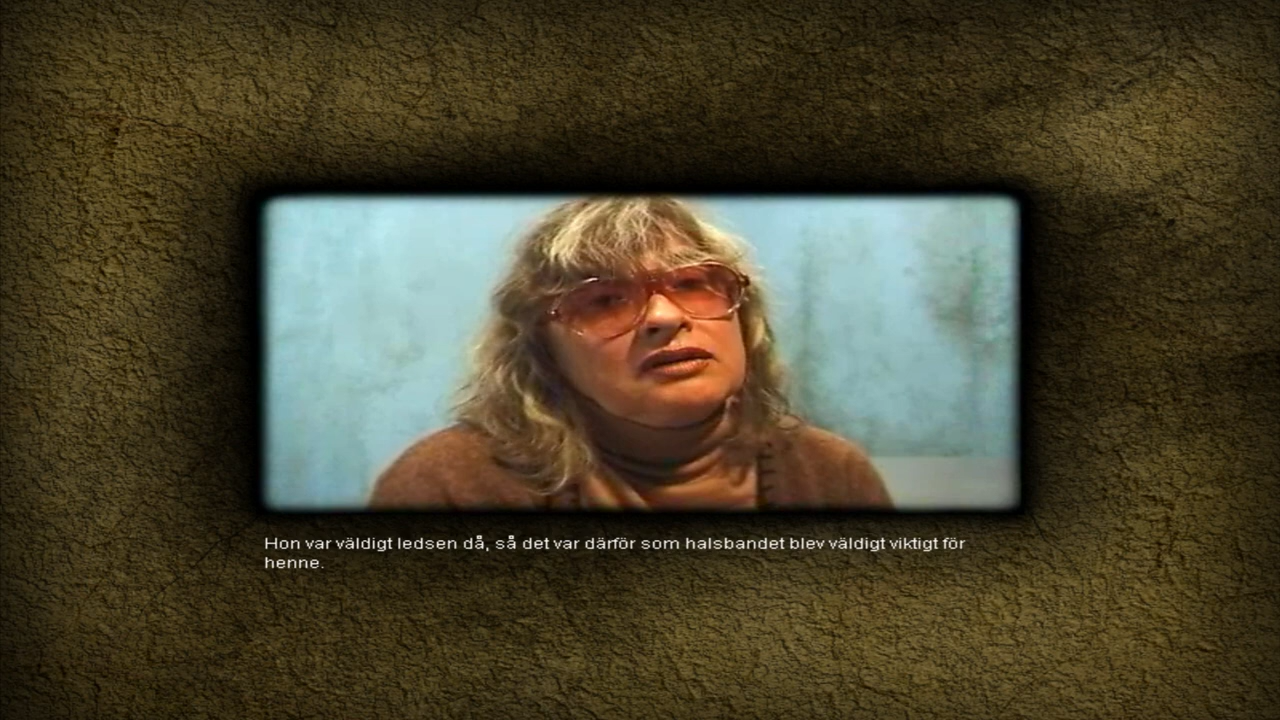 Hon var väldigt ledsen då, så det var därför som halsbandet blev väldigt viktigt för
henne.